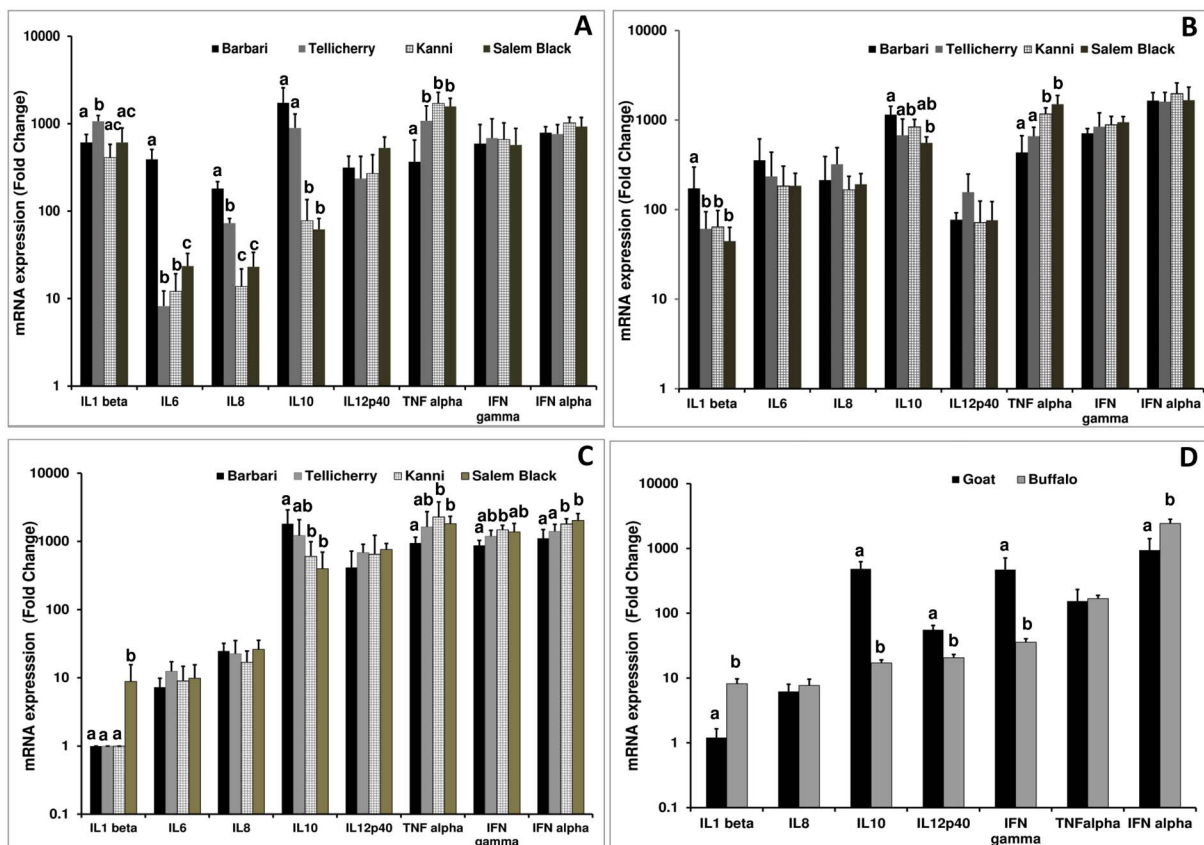 A
Barbari Tellicherry Kanni Salem Black
mRNA expression (Fold Change)
10000
1000
100
10
1
a b ac ac
a b b c
a b c c
a a b b
a b b b
IL1 beta IL6 IL8 IL10 IL12p40 TNF alpha IFN gamma IFN alpha
B
Barbari Tellicherry Kanni Salem Black
mRNA expression (Fold Change)
10000
1000
100
10
1
a b b b
a ab ab b
a a b b
IL1 beta IL6 IL8 IL10 IL12p40 TNF alpha IFN gamma IFN alpha
C
Barbari Tellicherry Kanni Salem Black
mRNA expresssion (Fold Change)
10000
1000
100
10
1
0.1
a a a b
a ab b b
a ab b b
a ab b ab
a a b b
IL1 beta IL6 IL8 IL10 IL12p40 TNF alpha IFN gamma IFN alpha
D
Goat Buffalo
mRNA expresssion (Fold Change)
10000
1000
100
10
1
0.1
a b
a b
a b
a b
a b
IL1 beta IL8 IL10 IL12p40 IFN gamma TNFalpha IFN alpha